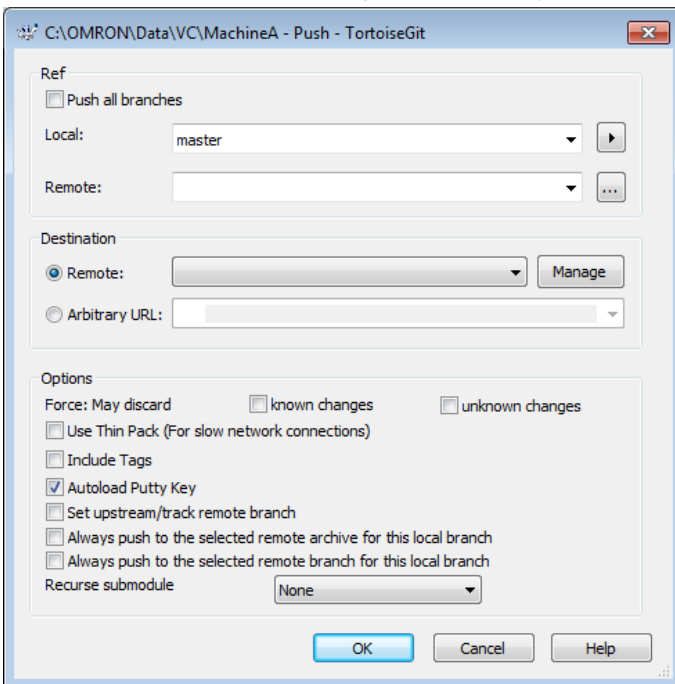 C:\OMRON\Data\VC\MachineA - Push - TortoiseGit
Ref
Push all branches
Local: master
Remote: ...
Destination
Remote: Manage
Arbitrary URL:
Options
Force: May discard known changes unknown changes
Use Thin Pack (For slow network connections)
Include Tags
Autoload Putty Key
Set upstream/track remote branch
Always push to the selected remote archive for this local branch
Always push to the selected remote branch for this local branch
Recurse submodule None
OK Cancel Help